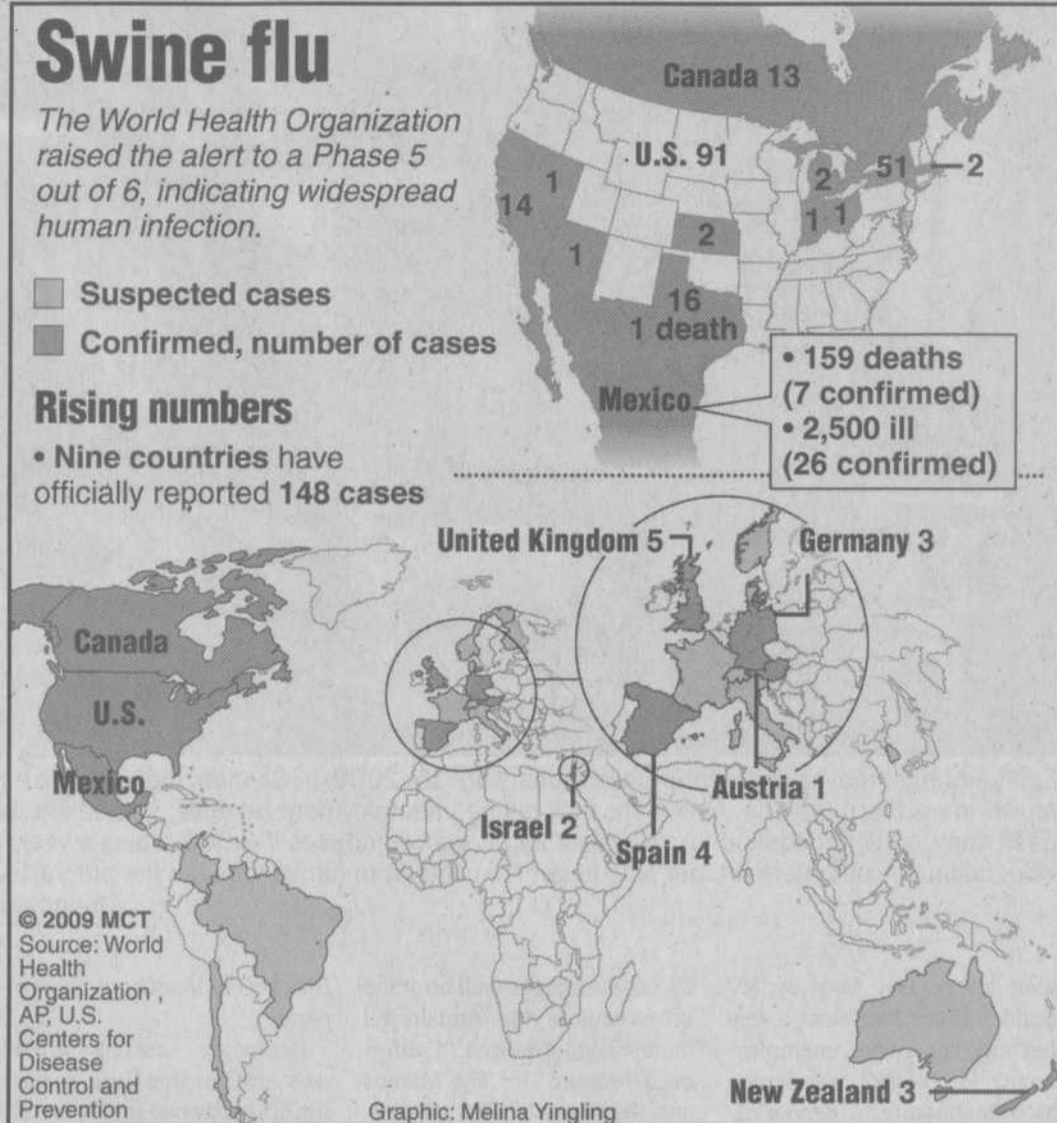 Swine flu
The World Health Organization
raised the alert to a Phase 5
out of 6, indicating widespread
human infection.
Suspected cases
Confirmed, number of cases
Rising numbers
• Nine countries have
officially reported 148 cases
Canada 13
U.S. 91
51
2
2
1
14
1
1
1
2
16
1 death
Mexico
• 159 deaths
(7 confirmed)
• 2,500 ill
(26 confirmed)
United Kingdom 5
Germany 3
Canada
U.S.
Mexico
Austria 1
Israel 2
Spain 4
New Zealand 3
© 2009 MCT
Source: World
Health
Organization ,
AP, U.S.
Centers for
Disease
Control and
Prevention
Graphic: Melina Yingling